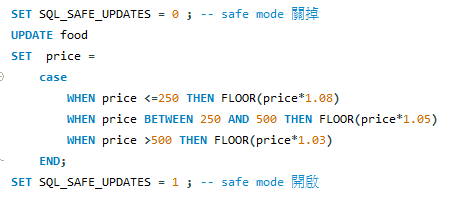 SET SQL_SAFE_UPDATES = 0 ; -- safe mode 關掉
UPDATE food
SET  price =
    case
        WHEN price <=250 THEN FLOOR(price*1.08)
        WHEN price BETWEEN 250 AND 500 THEN FLOOR(price*1.05)
        WHEN price >500 THEN FLOOR(price*1.03)
    END;
SET SQL_SAFE_UPDATES = 1 ; -- safe mode 開啟